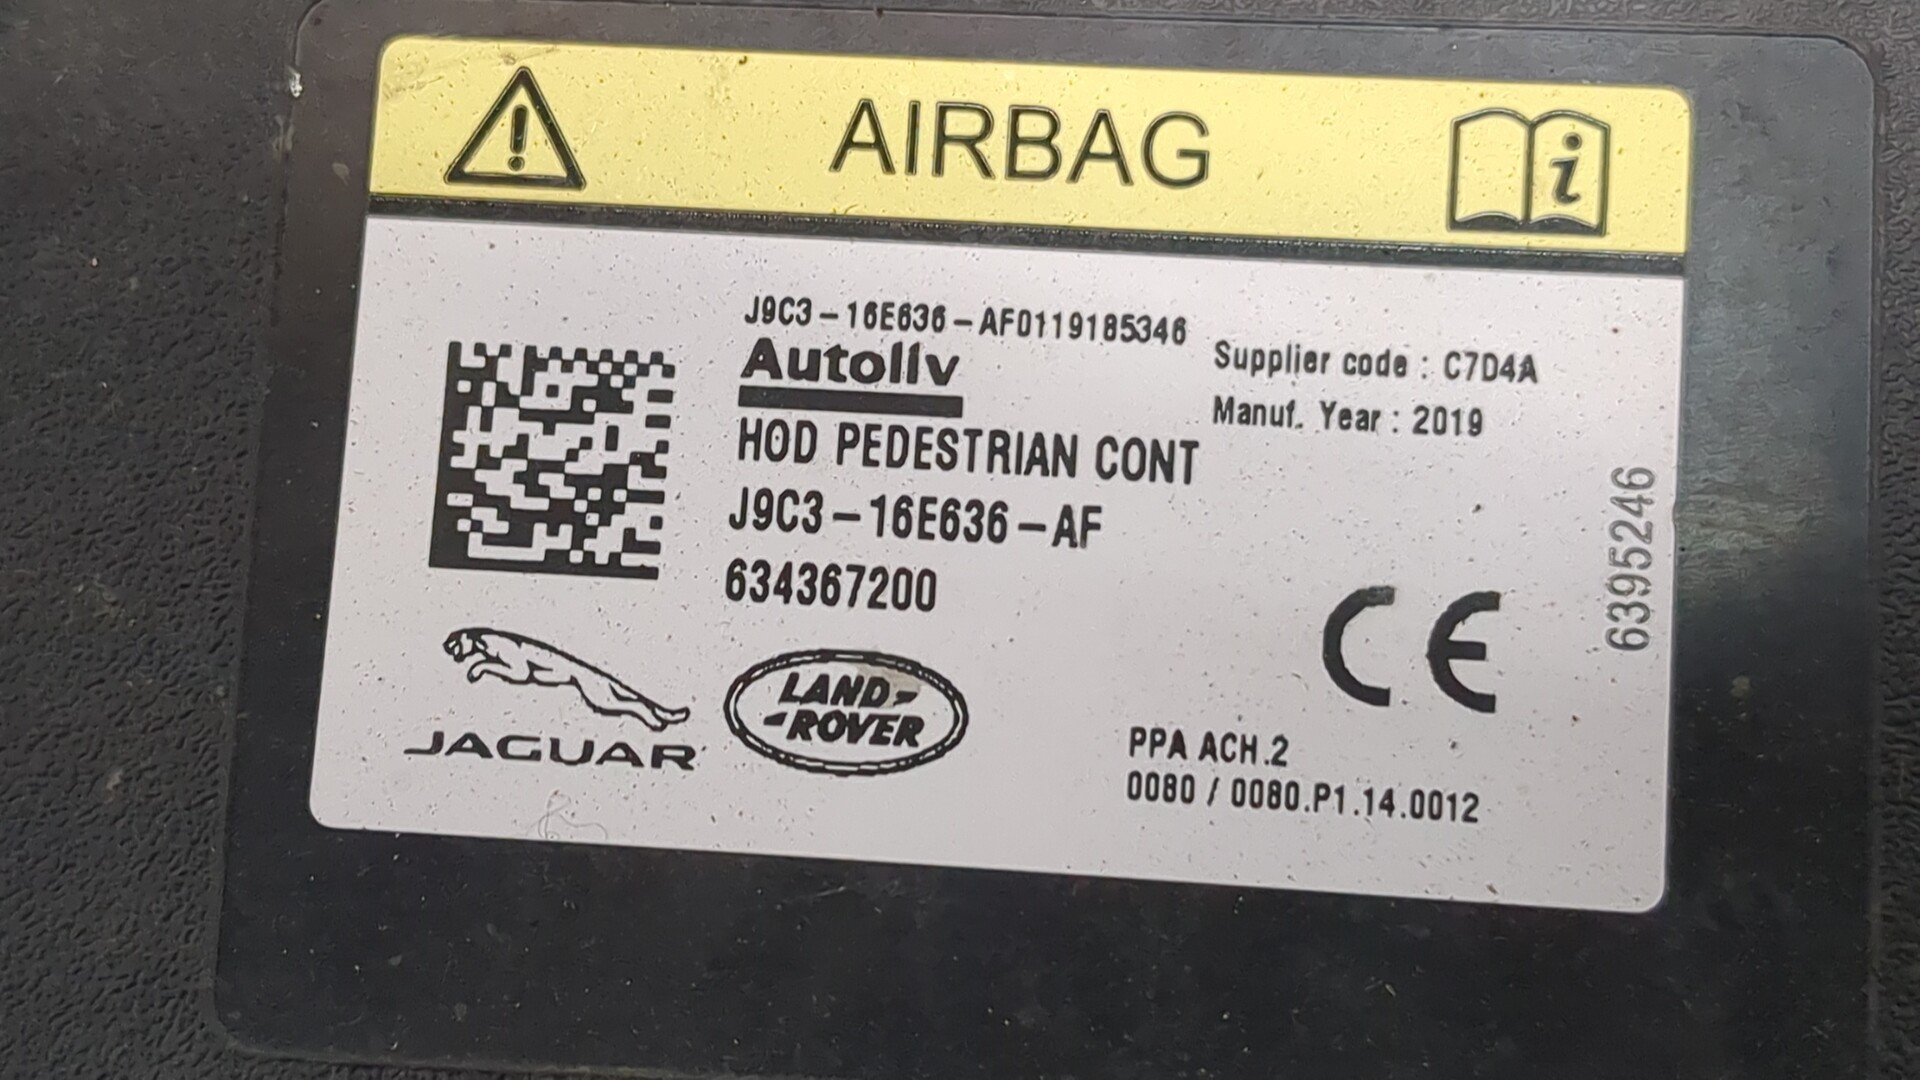 AIRBAG
J9C3-16E636-AF0119185346
Autoliv
Supplier code : C7D4A
Manuf. Year : 2019
HOD PEDESTRIAN CONT
J9C3-16E636-AF
634367200
JAGUAR
LAND-
-ROVER
CE
PPA ACH.2
0080 / 0080.P1.14.0012
6395246